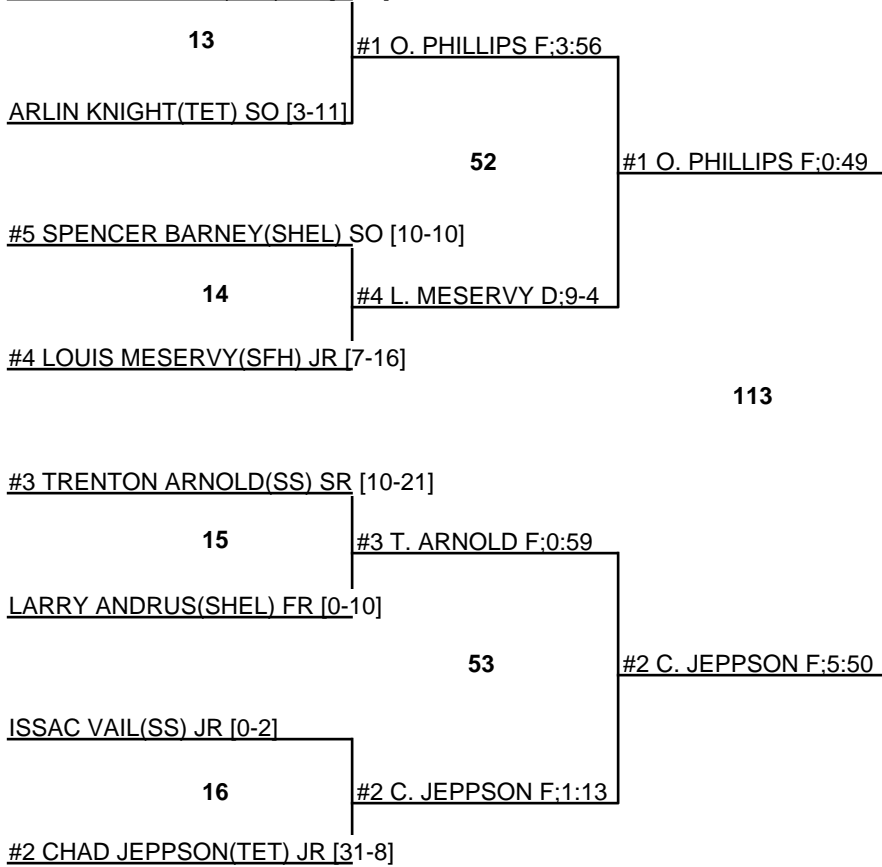 13
#1 O. PHILLIPS F;3:56
ARLIN KNIGHT(TET) SO [3-11]
52
#1 O. PHILLIPS F;0:49
#5 SPENCER BARNEY(SHEL) SO [10-10]
14
#4 L. MESERVY D;9-4
#4 LOUIS MESERVY(SFH) JR [7-16]
113
#3 TRENTON ARNOLD(SS) SR [10-21]
15
#3 T. ARNOLD F;0:59
LARRY ANDRUS(SHEL) FR [0-10]
53
#2 C. JEPPSON F;5:50
ISSAC VAIL(SS) JR [0-2]
16
#2 C. JEPPSON F;1:13
#2 CHAD JEPPSON(TET) JR [31-8]